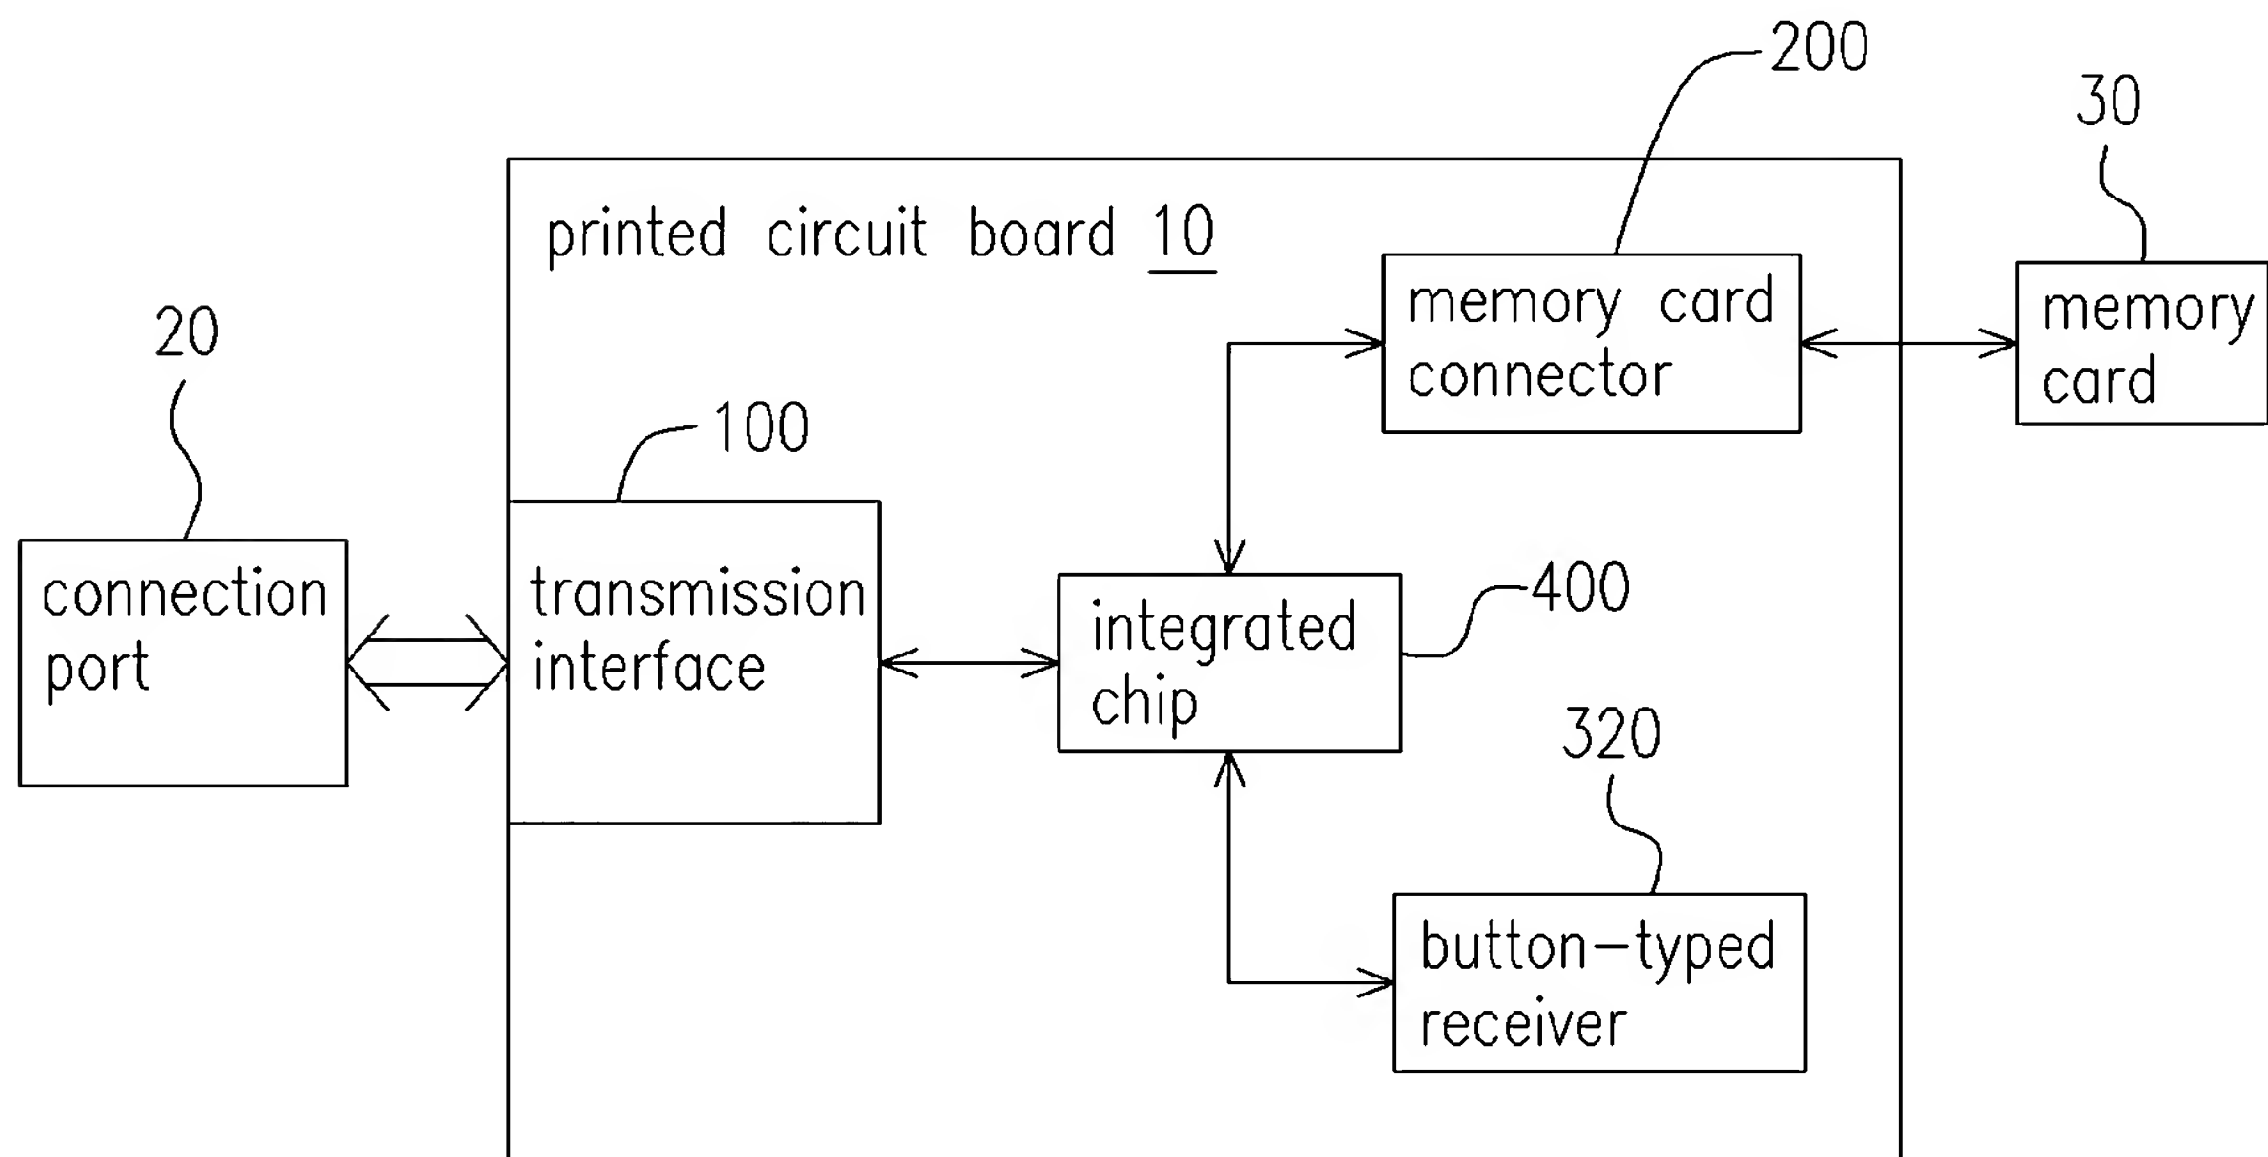 200
30
printed circuit board 10
memory card
connector
memory
card
20
100
connection
port
transmission
interface
400
integrated
chip
320
button-typed
receiver